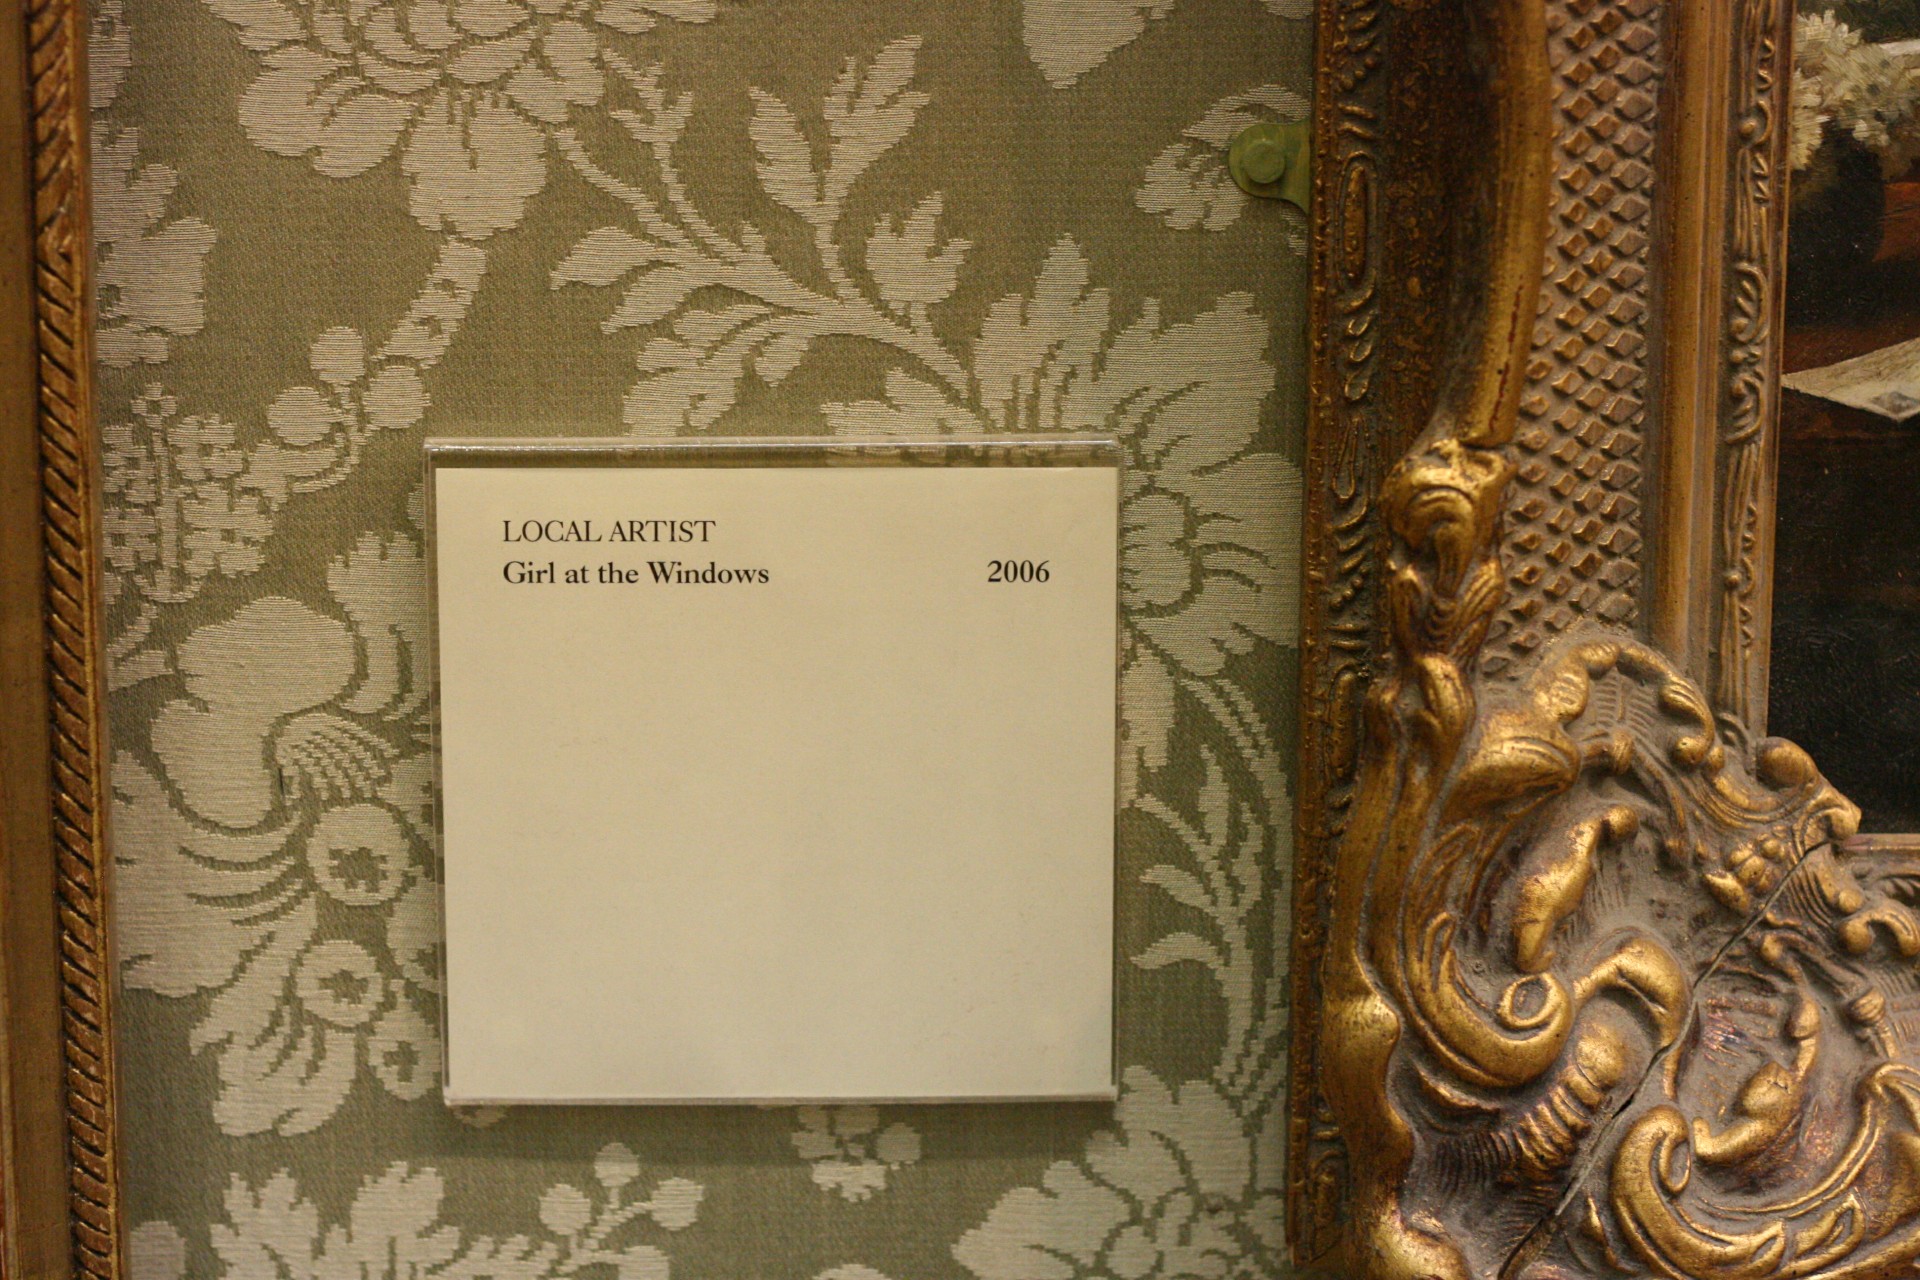 LOCAL ARTIST
Girl at the Windows 2006